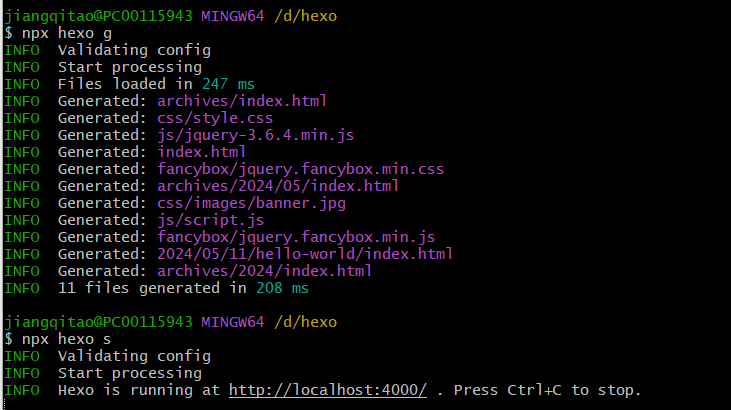 jiangqitao@PC00115943 MINGW64 /d/hexo
$ npx hexo g
INFO  Validating config
INFO  Start processing
INFO  Files loaded in 247 ms
INFO  Generated: archives/index.html
INFO  Generated: css/style.css
INFO  Generated: js/jquery-3.6.4.min.js
INFO  Generated: index.html
INFO  Generated: fancybox/jquery.fancybox.min.css
INFO  Generated: archives/2024/05/index.html
INFO  Generated: css/images/banner.jpg
INFO  Generated: js/script.js
INFO  Generated: fancybox/jquery.fancybox.min.js
INFO  Generated: 2024/05/11/hello-world/index.html
INFO  Generated: archives/2024/index.html
INFO  11 files generated in 208 ms
jiangqitao@PC00115943 MINGW64 /d/hexo
$ npx hexo s
INFO  Validating config
INFO  Start processing
INFO  Hexo is running at http://localhost:4000/ . Press Ctrl+C to stop.